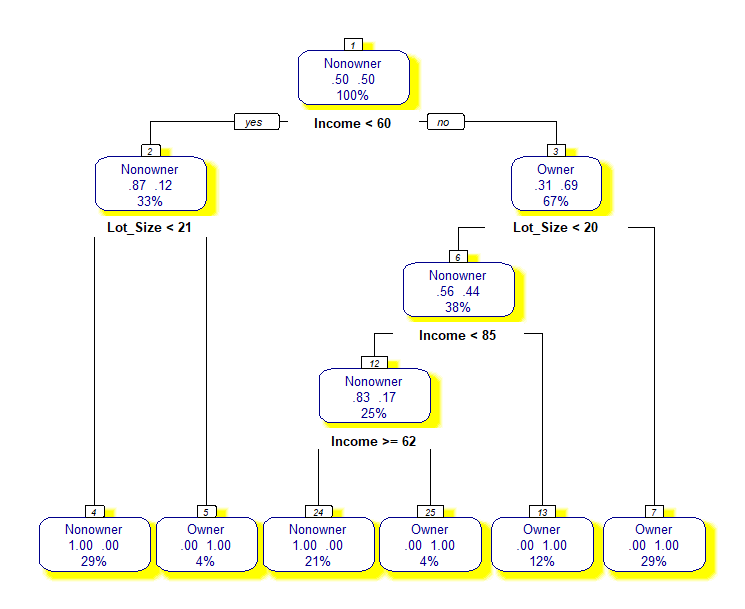 1
Nonowner
.50 .50
100%
yes Income < 60 no
2
Nonowner
.87 .12
33%
Lot_Size < 21
3
Owner
.31 .69
67%
Lot_Size < 20
6
Nonowner
.56 .44
38%
Income < 85
12
Nonowner
.83 .17
25%
Income >= 62
4
Nonowner
1.00 .00
29%
5
Owner
.00 1.00
4%
24
Nonowner
1.00 .00
21%
25
Owner
.00 1.00
4%
13
Owner
.00 1.00
12%
7
Owner
.00 1.00
29%